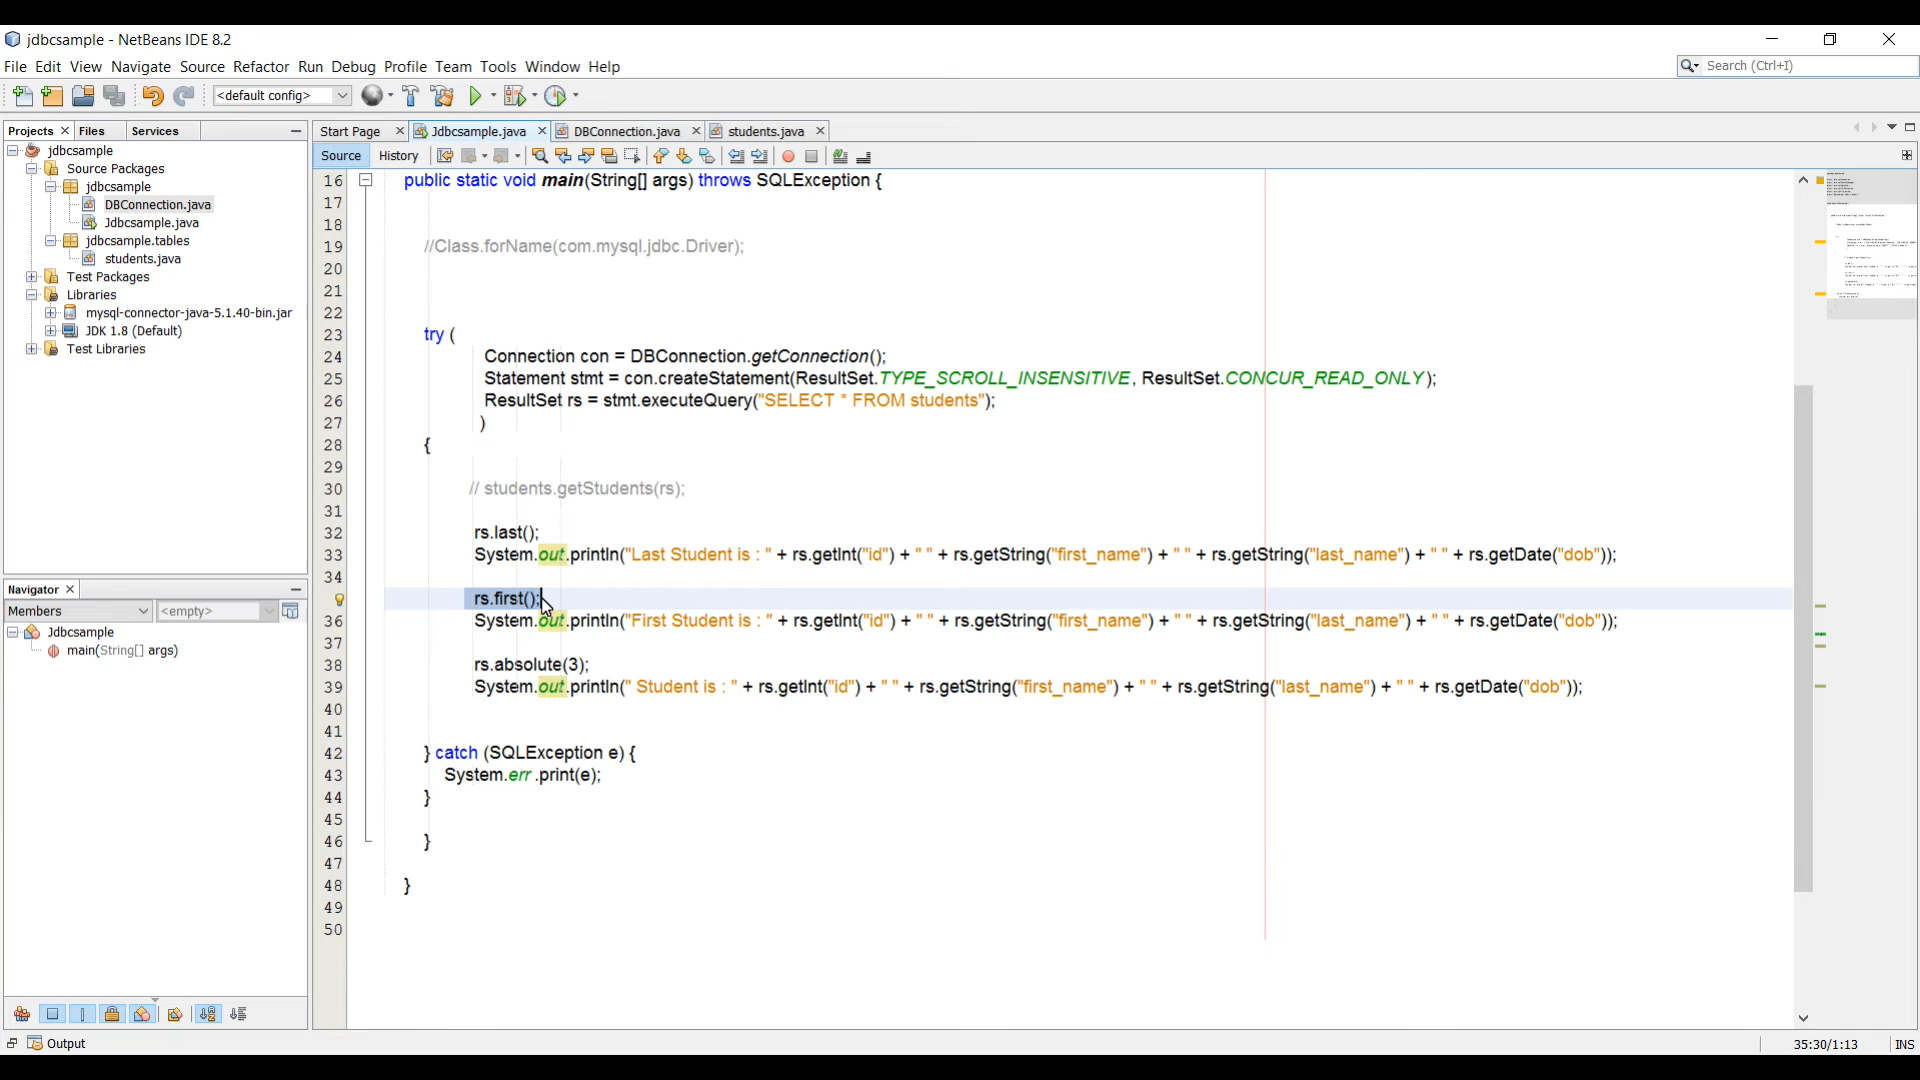 jdbcsample - NetBeans IDE 8.2
File Edit View Navigate Source Refactor Run Debug Profile Team Tools Window Help
Search (Ctrl+I)
<default config>
Projects Files Services
jdbcsample
Source Packages
jdbcsample
DBConnection.java
Jdbcsample.java
jdbcsample.tables
students.java
Test Packages
Libraries
mysql-connector-java-5.1.40-bin.jar
JDK 1.8 (Default)
Test Libraries
Navigator
Members <empty>
Jdbcsample
main(String[] args)
Start Page Jdbcsample.java DBConnection.java students.java
Source History
16 public static void main(String[] args) throws SQLException {
17
18
19 //Class.forName(com.mysql.jdbc.Driver);
20
21
22
23 try (
24 Connection con = DBConnection.getConnection();
25 Statement stmt = con.createStatement(ResultSet.TYPE_SCROLL_INSENSITIVE, ResultSet.CONCUR_READ_ONLY);
26 ResultSet rs = stmt.executeQuery("SELECT * FROM students");
27 )
28 {
29
30 // students.getStudents(rs);
31
32 rs.last();
33 System.out.println("Last Student is : " + rs.getInt("id") + " " + rs.getString("first_name") + " " + rs.getString("last_name") + " " + rs.getDate("dob"));
34
rs.first();
36 System.out.println("First Student is : " + rs.getInt("id") + " " + rs.getString("first_name") + " " + rs.getString("last_name") + " " + rs.getDate("dob"));
37
38 rs.absolute(3);
39 System.out.println(" Student is : " + rs.getInt("id") + " " + rs.getString("first_name") + " " + rs.getString("last_name") + " " + rs.getDate("dob"));
40
41
42 } catch (SQLException e) {
43 System.err.print(e);
44 }
45
46 }
47
48 }
49
50
Output
35:30/1:13 INS